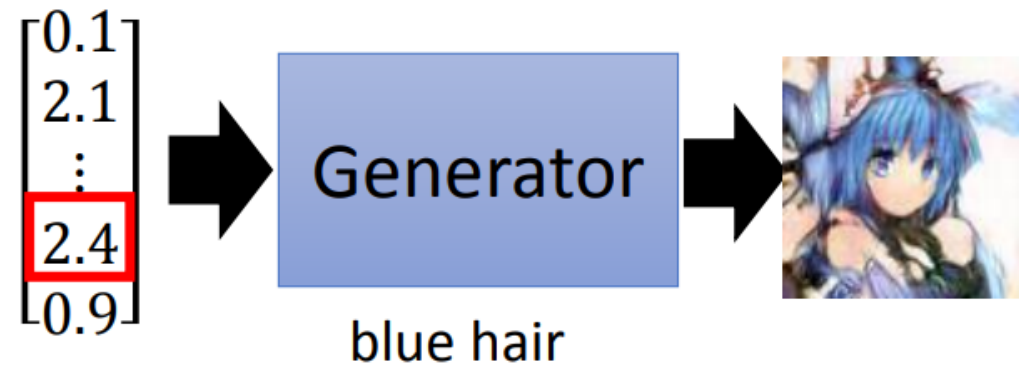 0.1
2.1
⋮
2.4
0.9
Generator
blue hair